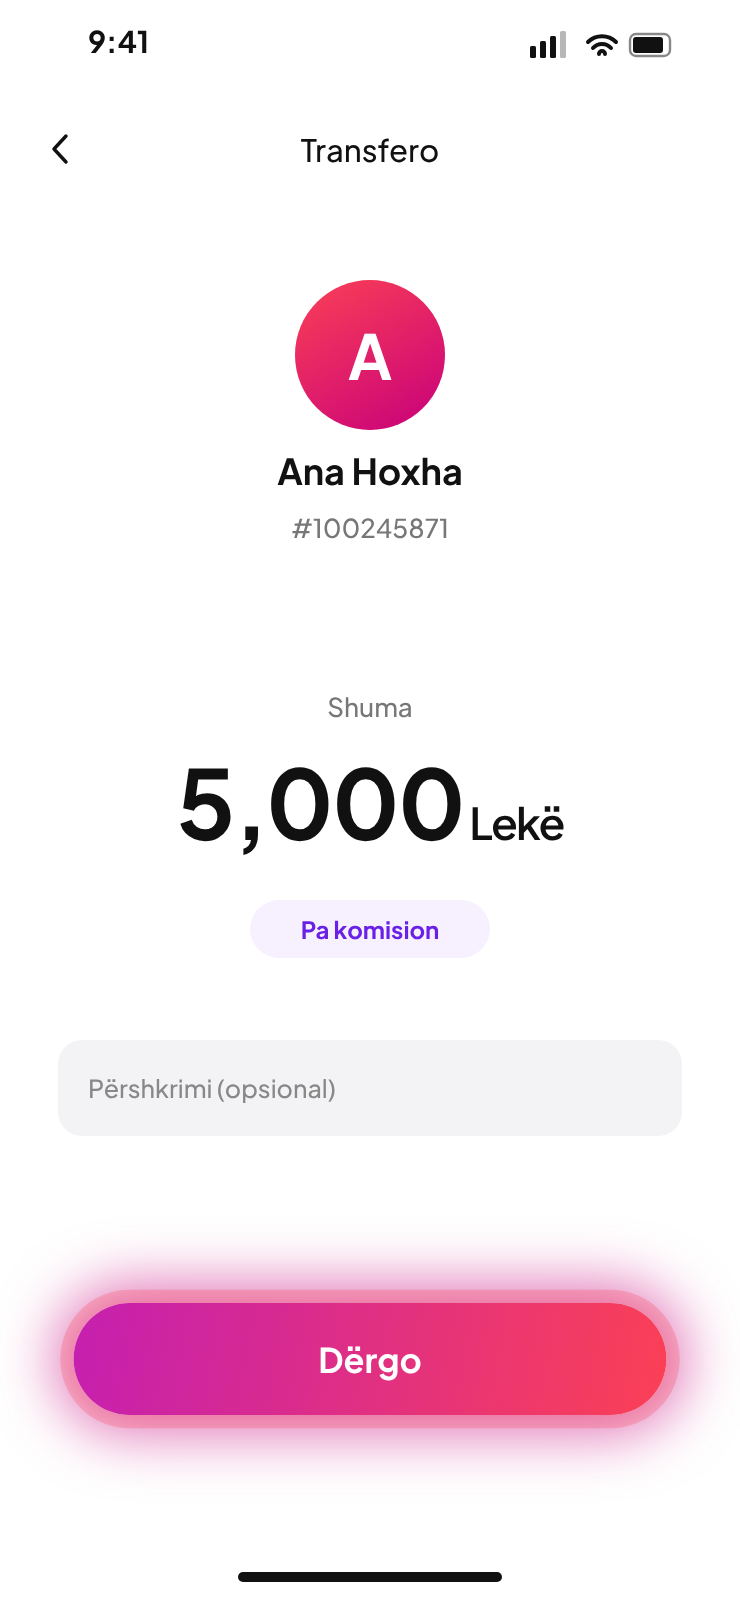 9:41
Transfero
A
Ana Hoxha
#100245871
Shuma
5,000 Lekë
Pa komision
Përshkrimi (opsional)
Dërgo